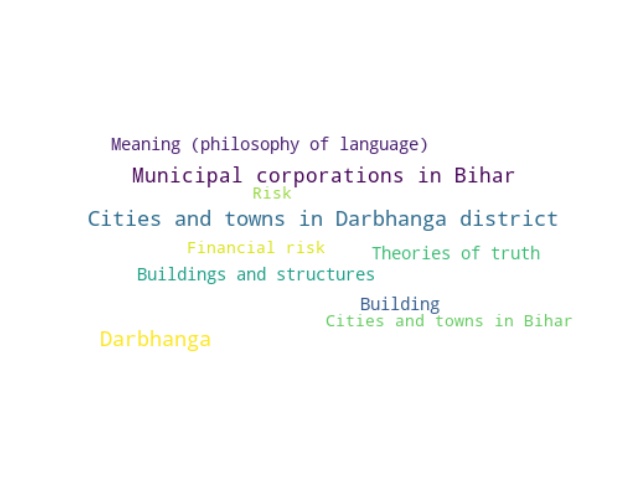 Meaning (philosophy of language)
Municipal corporations in Bihar
Risk
Cities and towns in Darbhanga district
Financial risk
Theories of truth
Buildings and structures
Building
Cities and towns in Bihar
Darbhanga